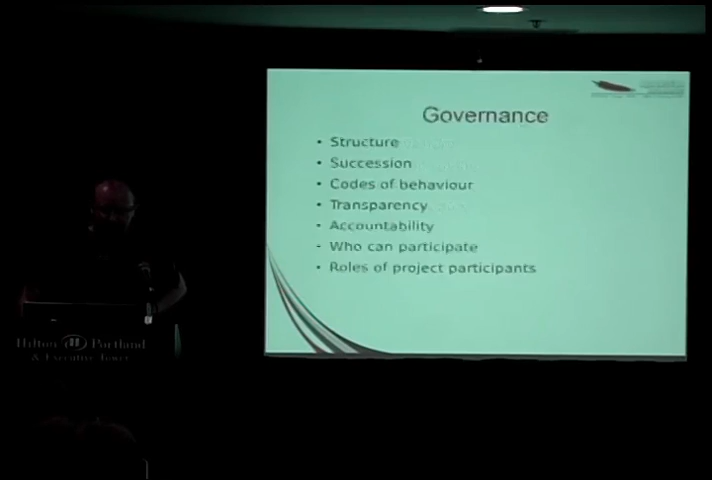 Governance
• Structure
• Succession
• Codes of behaviour
• Transparency
• Accountability
• Who can participate
• Roles of project participants
Hilton Portland
& Executive Tower